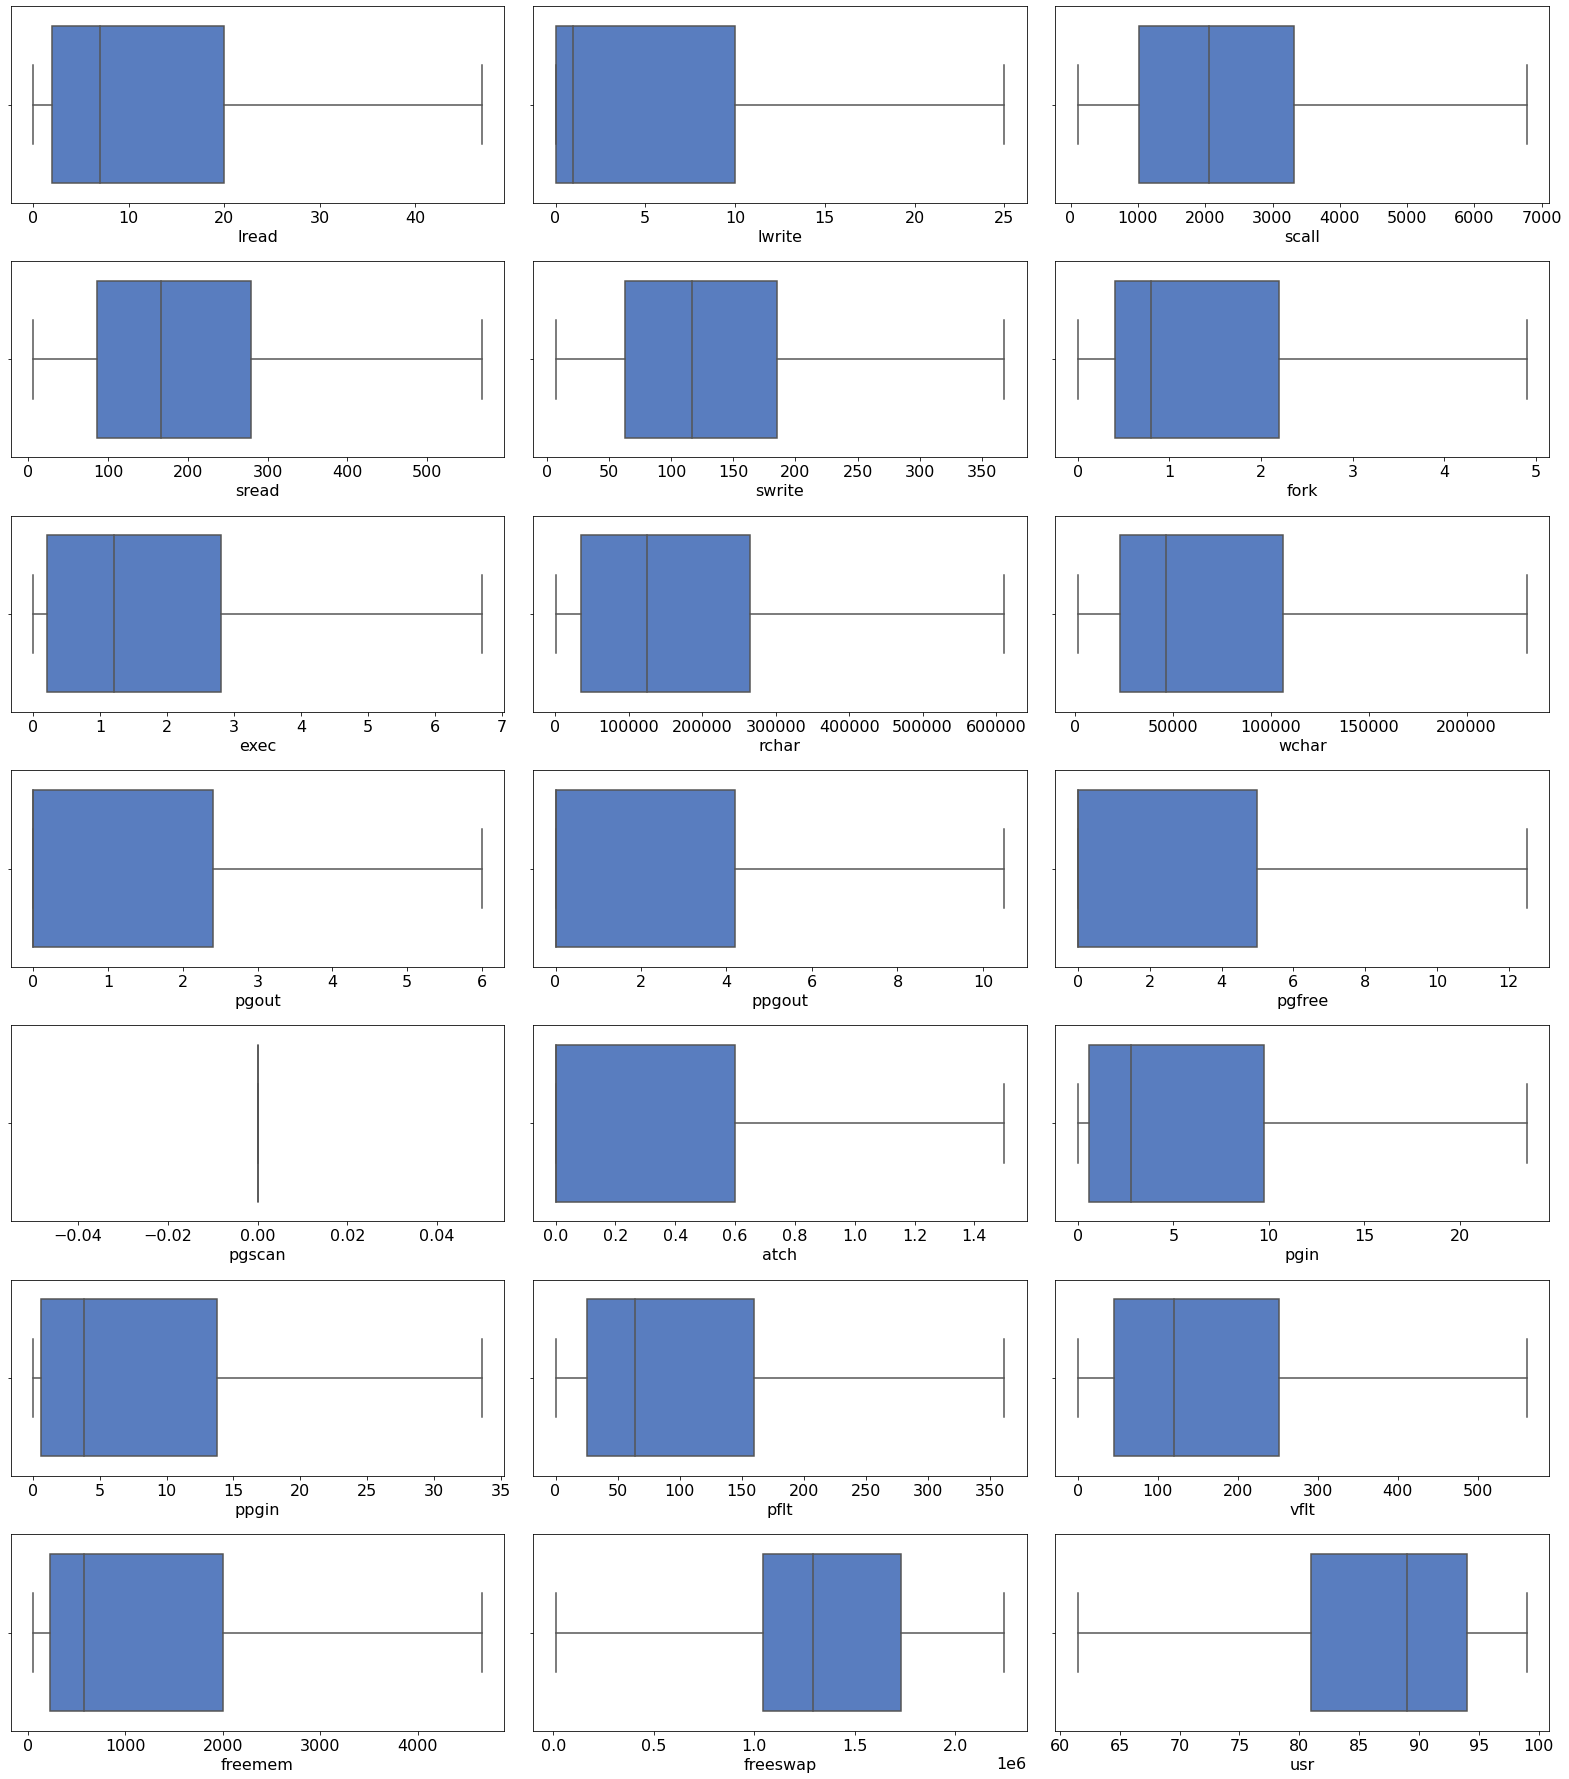 0 10 20 30 40
lread
0 5 10 15 20 25
lwrite
0 1000 2000 3000 4000 5000 6000 7000
scall
0 100 200 300 400 500
sread
0 50 100 150 200 250 300 350
swrite
0 1 2 3 4 5
fork
0 1 2 3 4 5 6 7
exec
0 100000 200000 300000 400000 500000 600000
rchar
0 50000 100000 150000 200000
wchar
0 1 2 3 4 5 6
pgout
0 2 4 6 8 10
ppgout
0 2 4 6 8 10 12
pgfree
−0.04 −0.02 0.00 0.02 0.04
pgscan
0.0 0.2 0.4 0.6 0.8 1.0 1.2 1.4
atch
0 5 10 15 20
pgin
0 5 10 15 20 25 30 35
ppgin
0 50 100 150 200 250 300 350
pflt
0 100 200 300 400 500
vflt
0 1000 2000 3000 4000
freemem
0.0 0.5 1.0 1.5 2.0
freeswap 1e6
60 65 70 75 80 85 90 95 100
usr